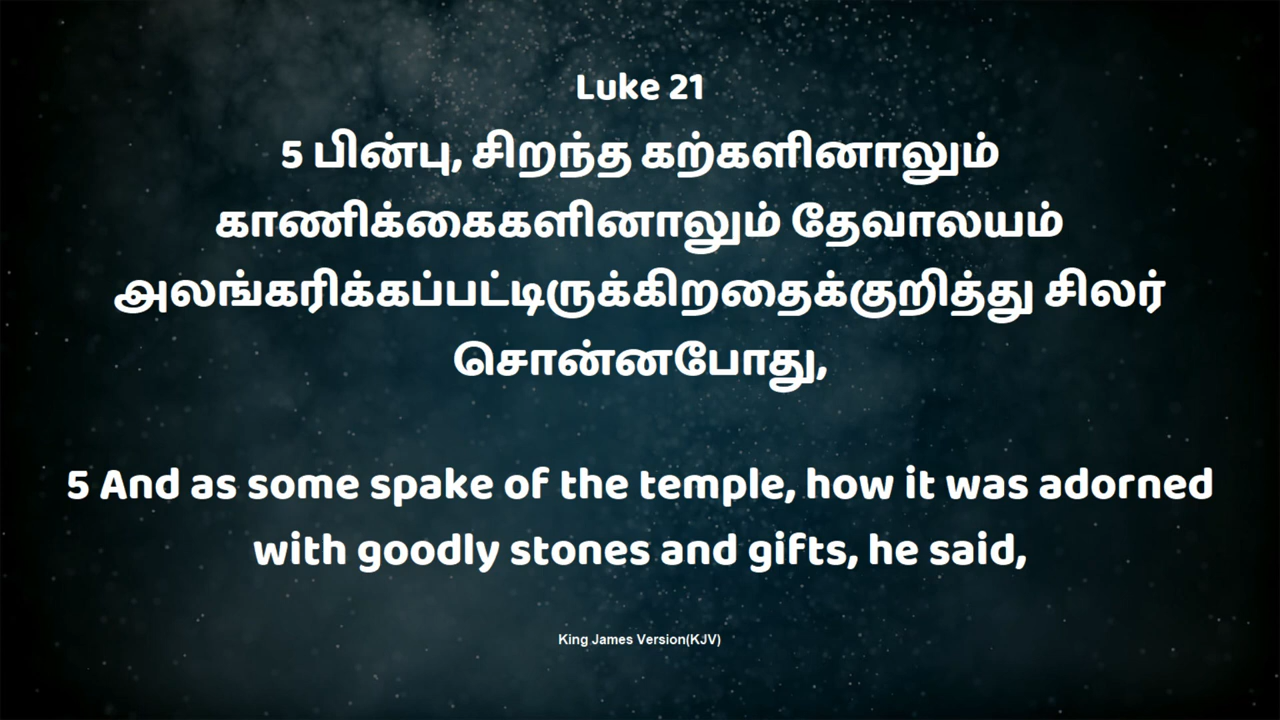 Luke 21
5 பின்பு, சிறந்த கற்களினாலும்
காணிக்கைகளினாலும் தேவாலயம்
அலங்கரிக்கப்பட்டிருக்கிறதைக்குறித்து சிலர்
சொன்னபோது,
5 And as some spake of the temple, how it was adorned
with goodly stones and gifts, he said,
King James Version(KJV)